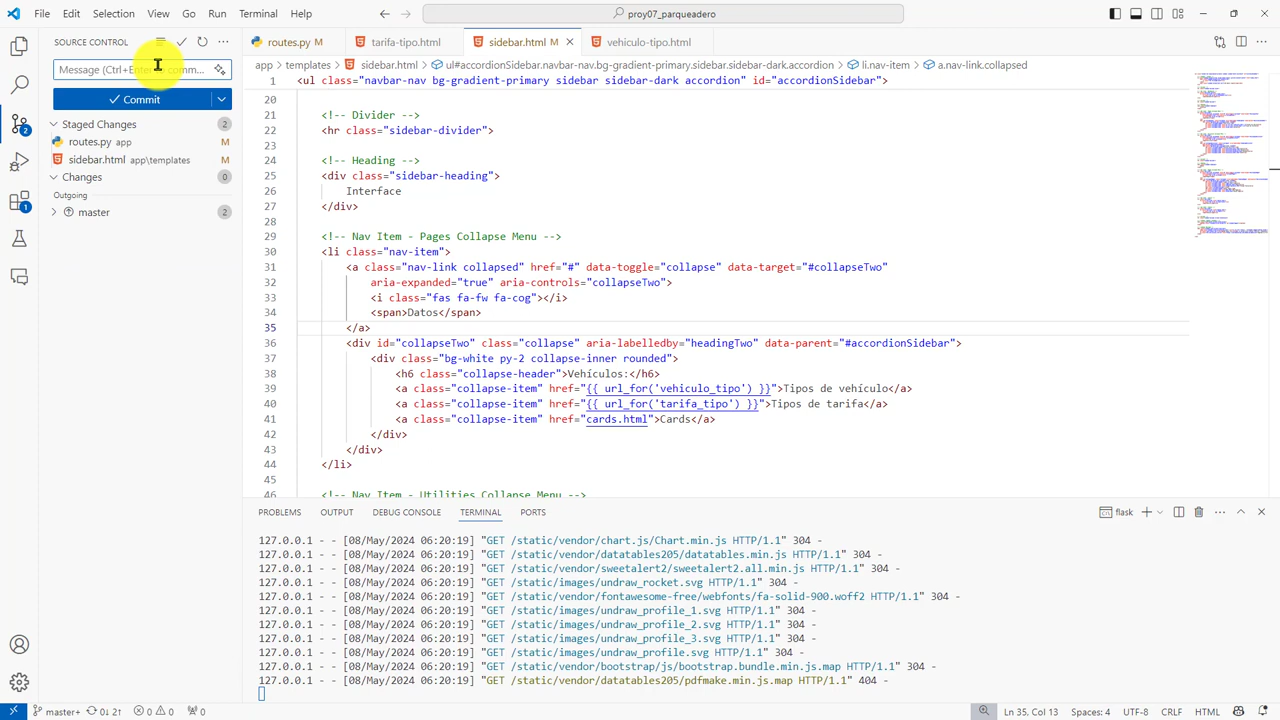 File Edit Selection View Go Run Terminal Help
proy07_parqueadero
SOURCE CONTROL
Message (Ctrl+Enter to comm...
Commit
Staged Changes 2
routes.py app M
sidebar.html app\templates M
Changes 0
Outgoing
master 2
2
1
routes.py M tarifa-tipo.html sidebar.html M vehiculo-tipo.html
app > templates > sidebar.html > ul#accordionSidebar.navbar-nav.bg-gradient-primary.sidebar.sidebar-dark.accordion
1 <ul class="navbar-nav bg-gradient-primary sidebar sidebar-dark accordion" id="accordionSidebar">
20
21 <!-- Divider -->
22 <hr class="sidebar-divider">
24 <!-- Heading -->
25 <div class="sidebar-heading">
26 Interface
27 </div>
28
29 <!-- Nav Item - Pages Collapse Menu -->
30 <li class="nav-item">
31 <a class="nav-link collapsed" href="#" data-toggle="collapse" data-target="#collapseTwo"
32 aria-expanded="true" aria-controls="collapseTwo">
33 <i class="fas fa-fw fa-cog"></i>
34 <span>Datos</span>
35 </a>
36 <div id="collapseTwo" class="collapse" aria-labelledby="headingTwo" data-parent="#accordionSidebar">
37 <div class="bg-white py-2 collapse-inner rounded">
38 <h6 class="collapse-header">Vehículos:</h6>
39 <a class="collapse-item" href="{{ url_for('vehiculo_tipo') }}">Tipos de vehículo</a>
40 <a class="collapse-item" href="{{ url_for('tarifa_tipo') }}">Tipos de tarifa</a>
41 <a class="collapse-item" href="cards.html">Cards</a>
42 </div>
43 </div>
44 </li>
45
46 <!-- Nav Item - Utilities Collapse Menu -->
PROBLEMS OUTPUT DEBUG CONSOLE TERMINAL PORTS flask
127.0.0.1 - - [08/May/2024 06:20:19] "GET /static/vendor/chart.js/Chart.min.js HTTP/1.1" 304 -
127.0.0.1 - - [08/May/2024 06:20:19] "GET /static/vendor/datatables205/datatables.min.js HTTP/1.1" 304 -
127.0.0.1 - - [08/May/2024 06:20:19] "GET /static/vendor/sweetalert2/sweetalert2.all.min.js HTTP/1.1" 304 -
127.0.0.1 - - [08/May/2024 06:20:19] "GET /static/images/undraw_rocket.svg HTTP/1.1" 304 -
127.0.0.1 - - [08/May/2024 06:20:19] "GET /static/vendor/fontawesome-free/webfonts/fa-solid-900.woff2 HTTP/1.1" 304 -
127.0.0.1 - - [08/May/2024 06:20:19] "GET /static/images/undraw_profile_1.svg HTTP/1.1" 304 -
127.0.0.1 - - [08/May/2024 06:20:19] "GET /static/images/undraw_profile_2.svg HTTP/1.1" 304 -
127.0.0.1 - - [08/May/2024 06:20:19] "GET /static/images/undraw_profile_3.svg HTTP/1.1" 304 -
127.0.0.1 - - [08/May/2024 06:20:19] "GET /static/images/undraw_profile.svg HTTP/1.1" 304 -
127.0.0.1 - - [08/May/2024 06:20:19] "GET /static/vendor/bootstrap/js/bootstrap.bundle.min.js.map HTTP/1.1" 304 -
127.0.0.1 - - [08/May/2024 06:20:19] "GET /static/vendor/datatables205/pdfmake.min.js.map HTTP/1.1" 404 -
master+ 0↓ 2↑ 0 0 0 Ln 35, Col 13 Spaces: 4 UTF-8 CRLF HTML